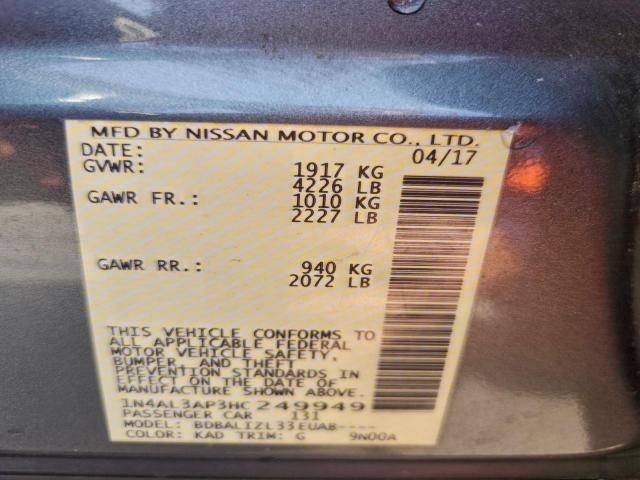 MFD BY NISSAN MOTOR CO., LTD.
DATE: 04/17
GVWR: 1917 KG
4226 LB
GAWR FR.: 1010 KG
2227 LB
GAWR RR.: 940 KG
2072 LB
THIS VEHICLE CONFORMS TO
ALL APPLICABLE FEDERAL
MOTOR VEHICLE SAFETY,
BUMPER, AND THEFT
PREVENTION STANDARDS IN
EFFECT ON THE DATE OF
MANUFACTURE SHOWN ABOVE.
1N4AL3AP3HC249949
PASSENGER CAR 131
MODEL: BDBALIZL33EUAB----
COLOR: KAD TRIM: G 9N00A